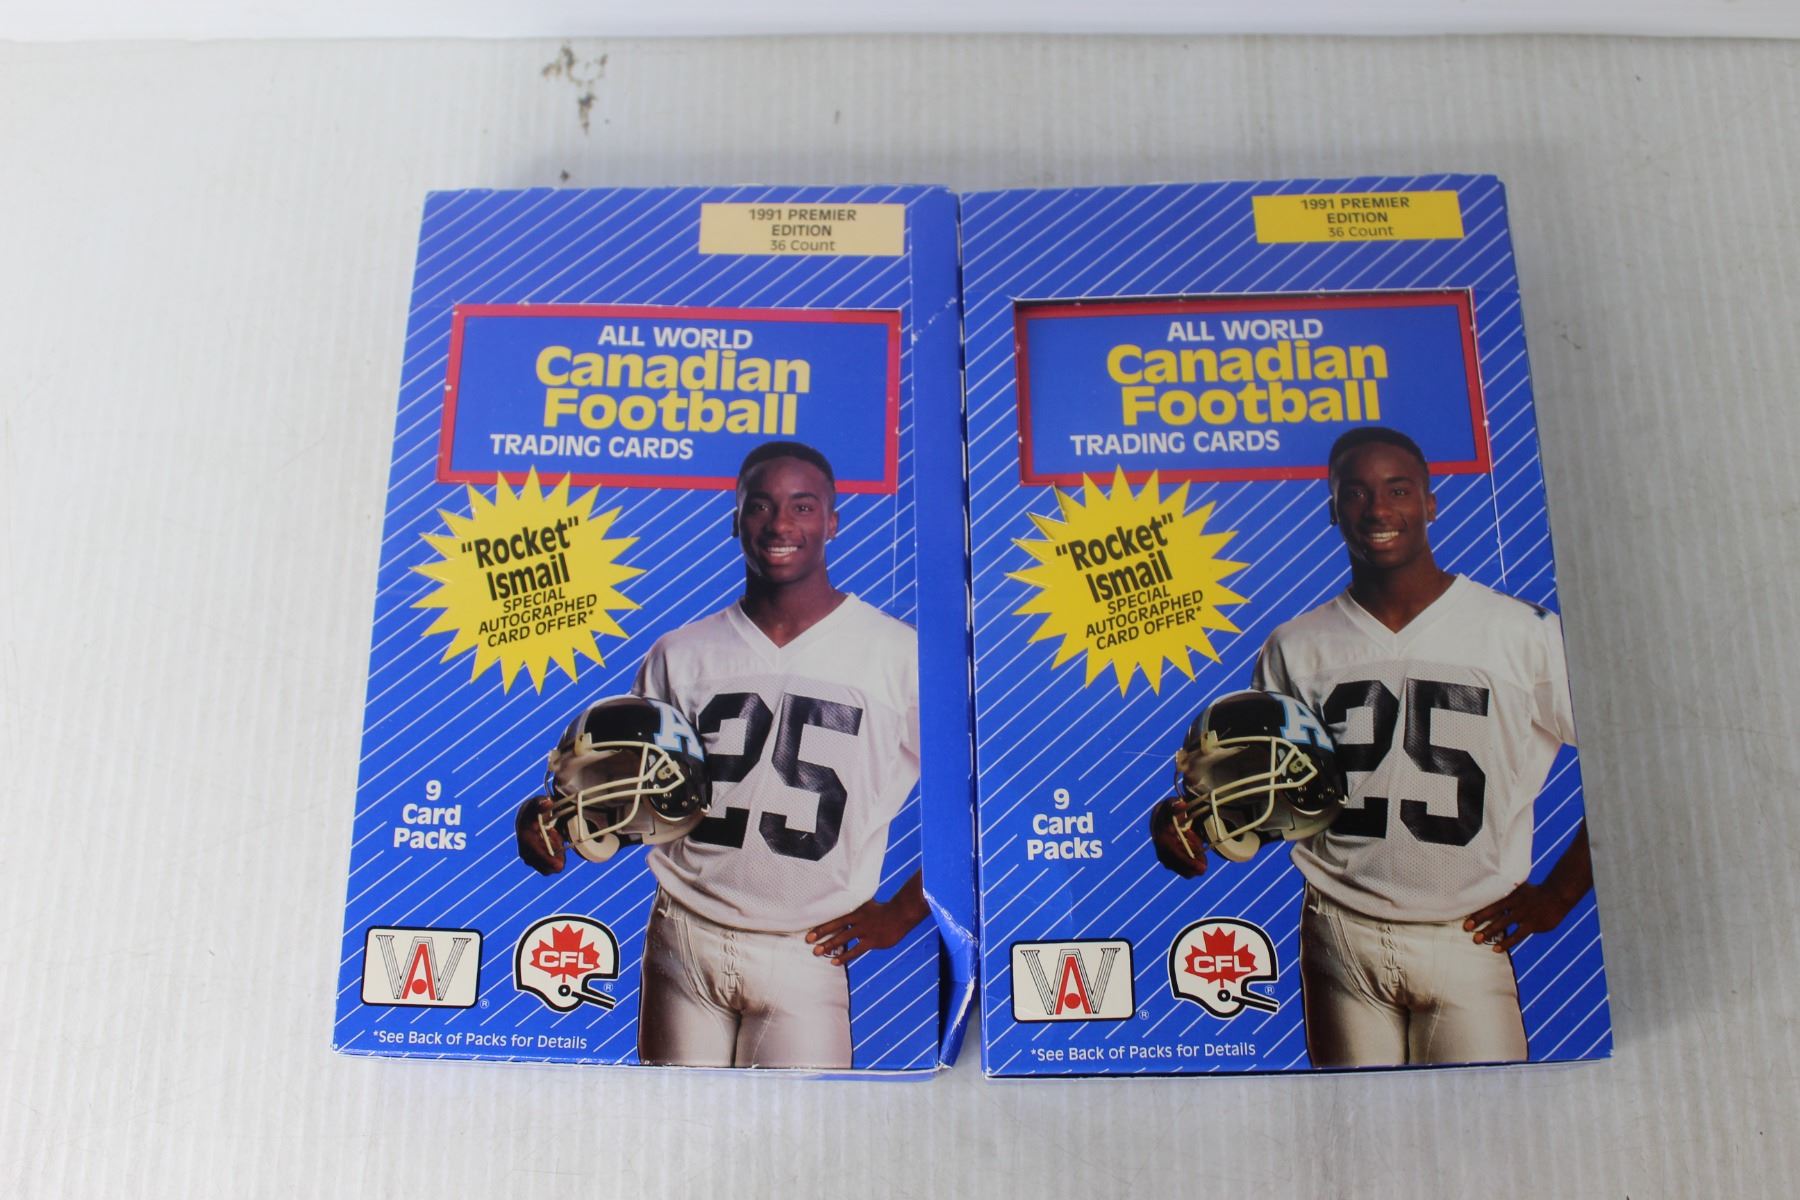 1991 PREMIER
EDITION
36 Count
ALL WORLD
Canadian
Football
TRADING CARDS
"Rocket"
Ismail
SPECIAL
AUTOGRAPHED
CARD OFFER*
A
25
9
Card
Packs
WA
®
CFL
®
*See Back of Packs for Details
1991 PREMIER
EDITION
36 Count
ALL WORLD
Canadian
Football
TRADING CARDS
"Rocket"
Ismail
SPECIAL
AUTOGRAPHED
CARD OFFER*
A
25
9
Card
Packs
WA
®
CFL
®
*See Back of Packs for Details